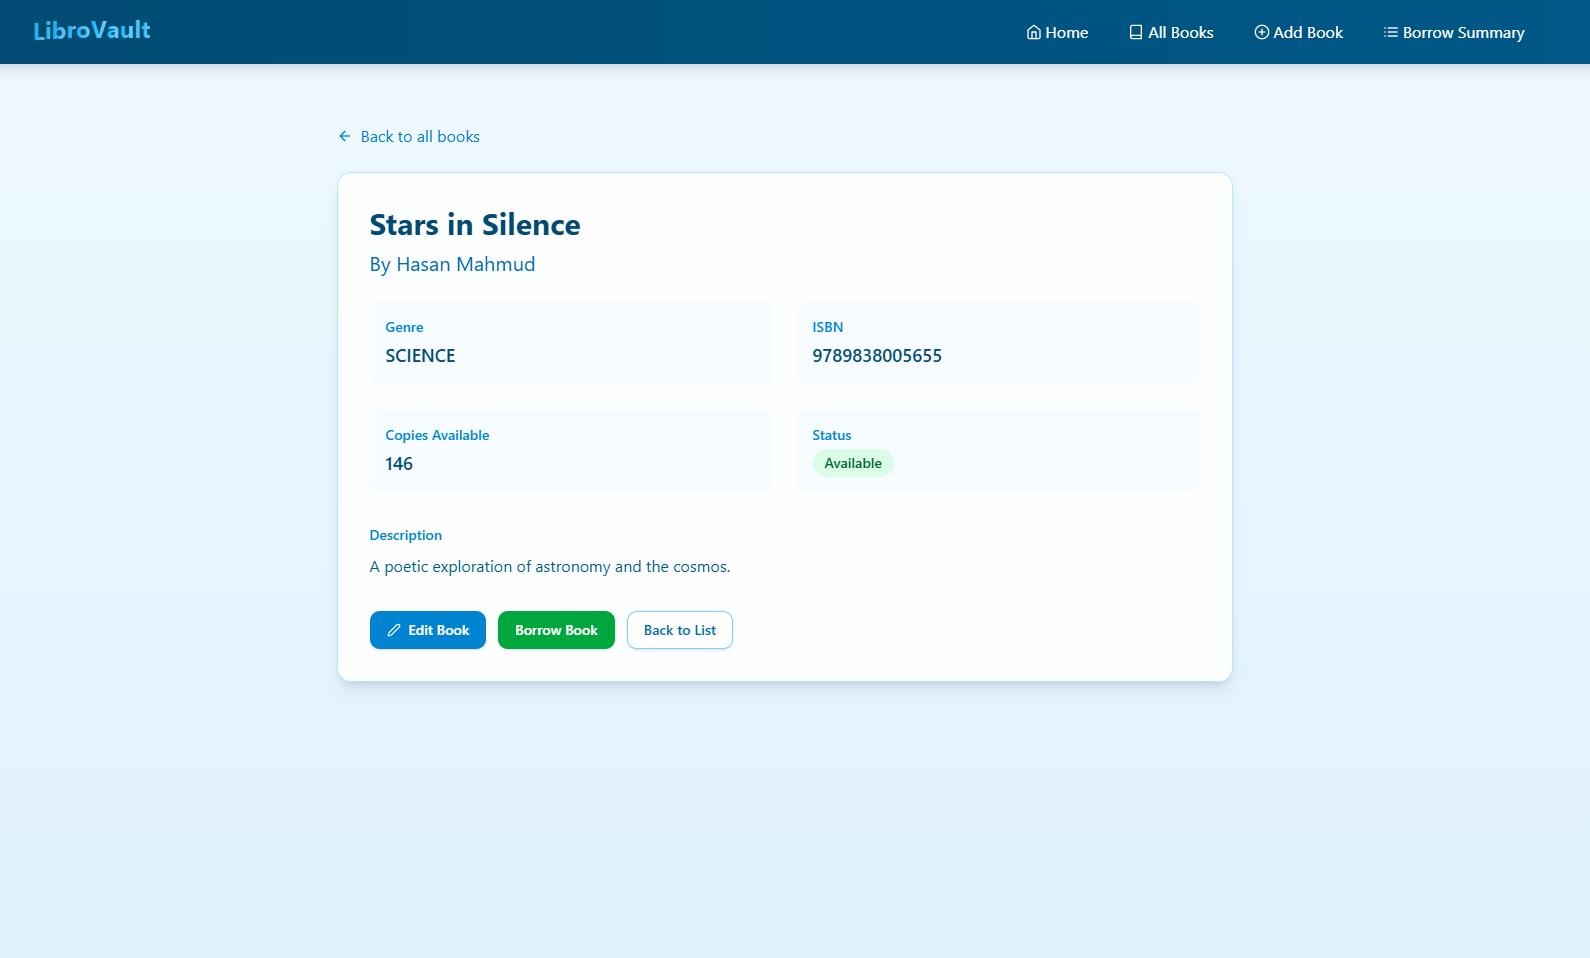 LibroVault
Home
All Books
Add Book
Borrow Summary
Back to all books
Stars in Silence
By Hasan Mahmud
Genre
SCIENCE
ISBN
9789838005655
Copies Available
146
Status
Available
Description
A poetic exploration of astronomy and the cosmos.
Edit Book
Borrow Book
Back to List